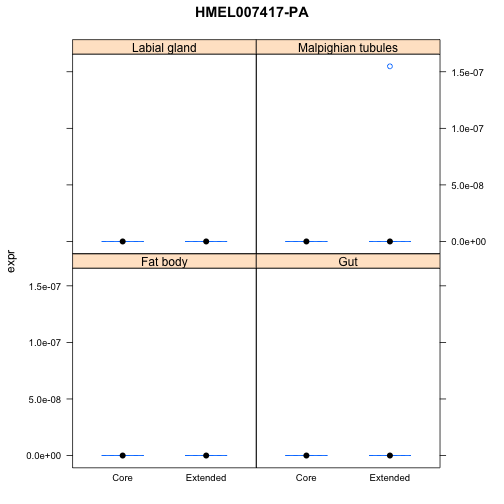 HMEL007417-PA
Labial gland Malpighian tubules
1.5e-07
1.0e-07
5.0e-08
0.0e+00
expr
Fat body Gut
1.5e-07
1.0e-07
5.0e-08
0.0e+00
Core Extended Core Extended